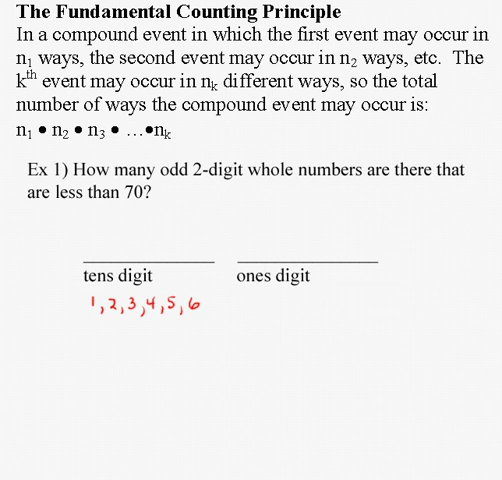 The Fundamental Counting Principle
In a compound event in which the first event may occur in
n₁ ways, the second event may occur in n₂ ways, etc. The
kᵗʰ event may occur in nₖ different ways, so the total
number of ways the compound event may occur is:
n₁ • n₂ • n₃ • …•nₖ
Ex 1) How many odd 2-digit whole numbers are there that
are less than 70?
tens digit ones digit
1,2,3,4,5,6